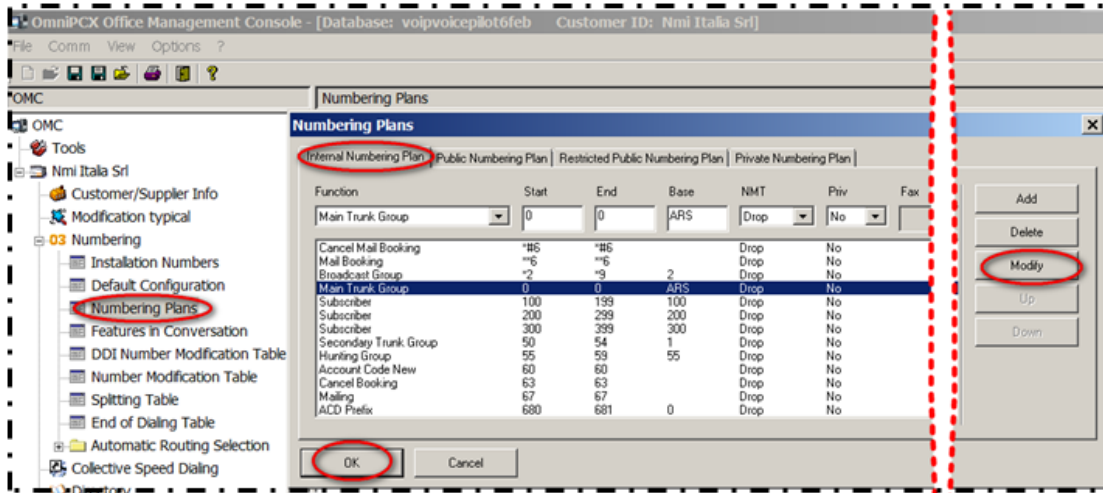 OmniPCX Office Management Console - [Database: voipvoicepilot6feb Customer ID: Nmi Italia Srl]
File Comm View Options ?
OMC Numbering Plans
OMC
Tools
Nmi Italia Srl
Customer/Suppler Info
Modification typical
03 Numbering
Installation Numbers
Default Configuration
Numbering Plans
Features in Conversation
DDI Number Modification Table
Number Modification Table
Splitting Table
End of Dialing Table
Automatic Routing Selection
Collective Speed Dialing
Directory
Numbering Plans
Internal Numbering Plan Public Numbering Plan Restricted Public Numbering Plan Private Numbering Plan
Function Start End Base NMT Priv Fax
Main Trunk Group 0 0 ARS Drop No
Cancel Mail Booking *#6 *#6 Drop No
Mail Booking **6 **6 Drop No
Broadcast Group *2 *9 2 Drop No
Main Trunk Group 0 0 ARS Drop No
Subscriber 100 199 100 Drop No
Subscriber 200 299 200 Drop No
Subscriber 300 399 300 Drop No
Secondary Trunk Group 50 54 1 Drop No
Hunting Group 55 59 55 Drop No
Account Code New 60 60 Drop No
Cancel Booking 63 63 Drop No
Mailing 67 67 Drop No
ACD Prefix 680 681 0 Drop No
Add
Delete
Modify
Up
Down
OK Cancel